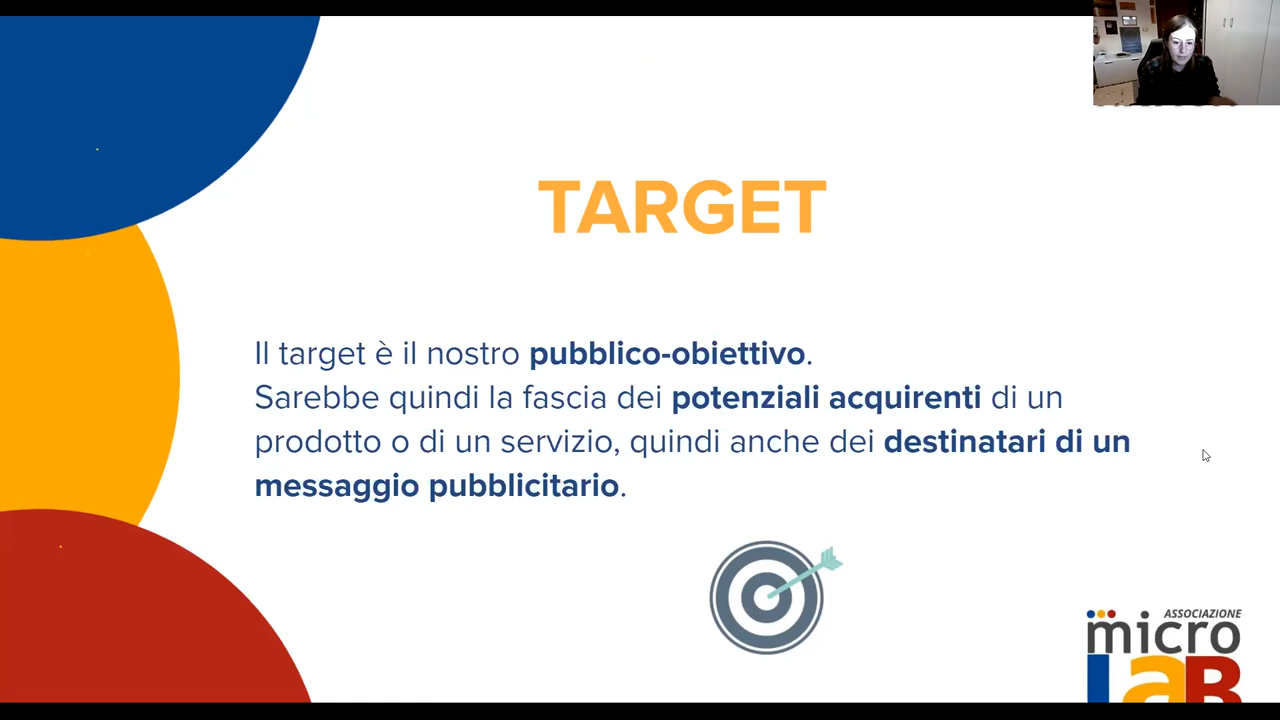 TARGET
Il target è il nostro pubblico-obiettivo.
Sarebbe quindi la fascia dei potenziali acquirenti di un
prodotto o di un servizio, quindi anche dei destinatari di un
messaggio pubblicitario.
ASSOCIAZIONE
micro
LaB